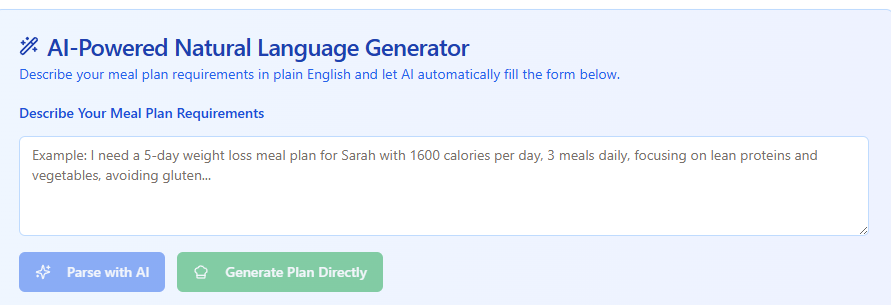 AI-Powered Natural Language Generator
Describe your meal plan requirements in plain English and let AI automatically fill the form below.
Describe Your Meal Plan Requirements
Example: I need a 5-day weight loss meal plan for Sarah with 1600 calories per day, 3 meals daily, focusing on lean proteins and
vegetables, avoiding gluten...
Parse with AI
Generate Plan Directly